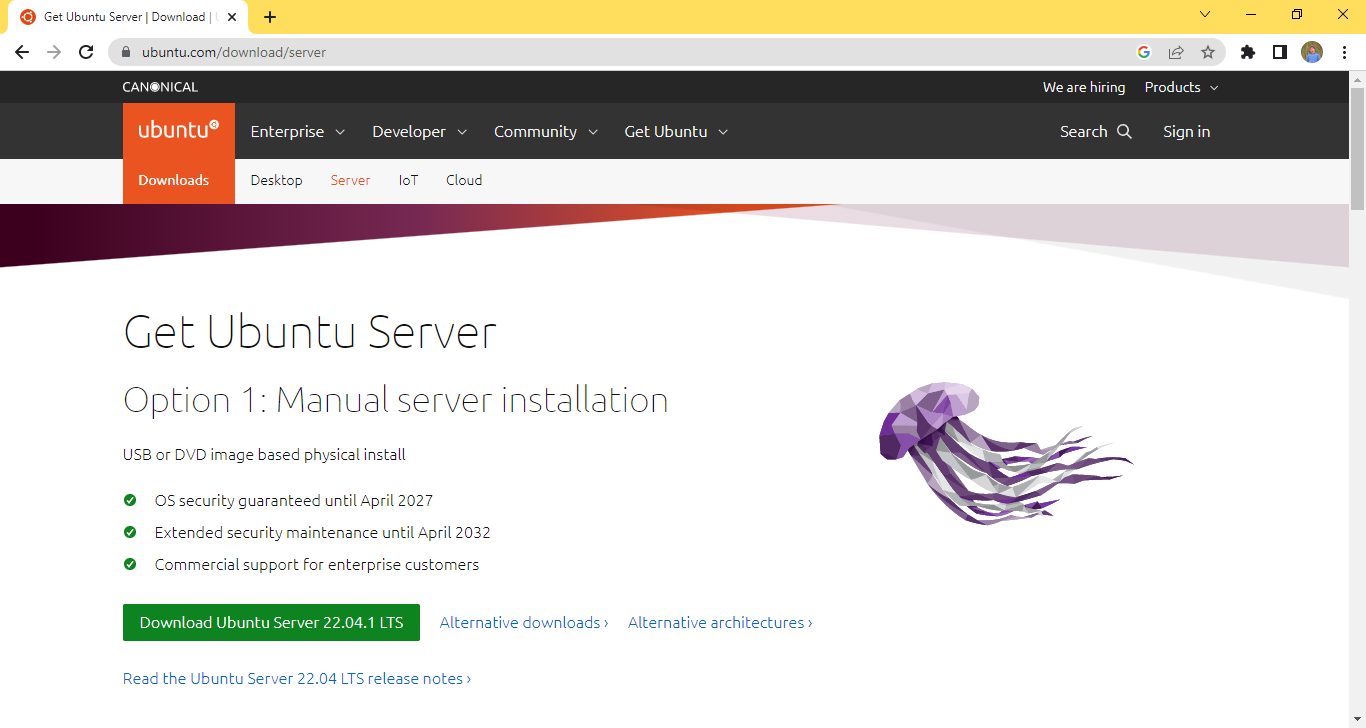 Get Ubuntu Server | Download |
ubuntu.com/download/server
CANONICAL
We are hiring Products
ubuntu Enterprise Developer Community Get Ubuntu Search Sign in
Downloads Desktop Server IoT Cloud
Get Ubuntu Server
Option 1: Manual server installation
USB or DVD image based physical install
OS security guaranteed until April 2027
Extended security maintenance until April 2032
Commercial support for enterprise customers
Download Ubuntu Server 22.04.1 LTS Alternative downloads › Alternative architectures ›
Read the Ubuntu Server 22.04 LTS release notes ›